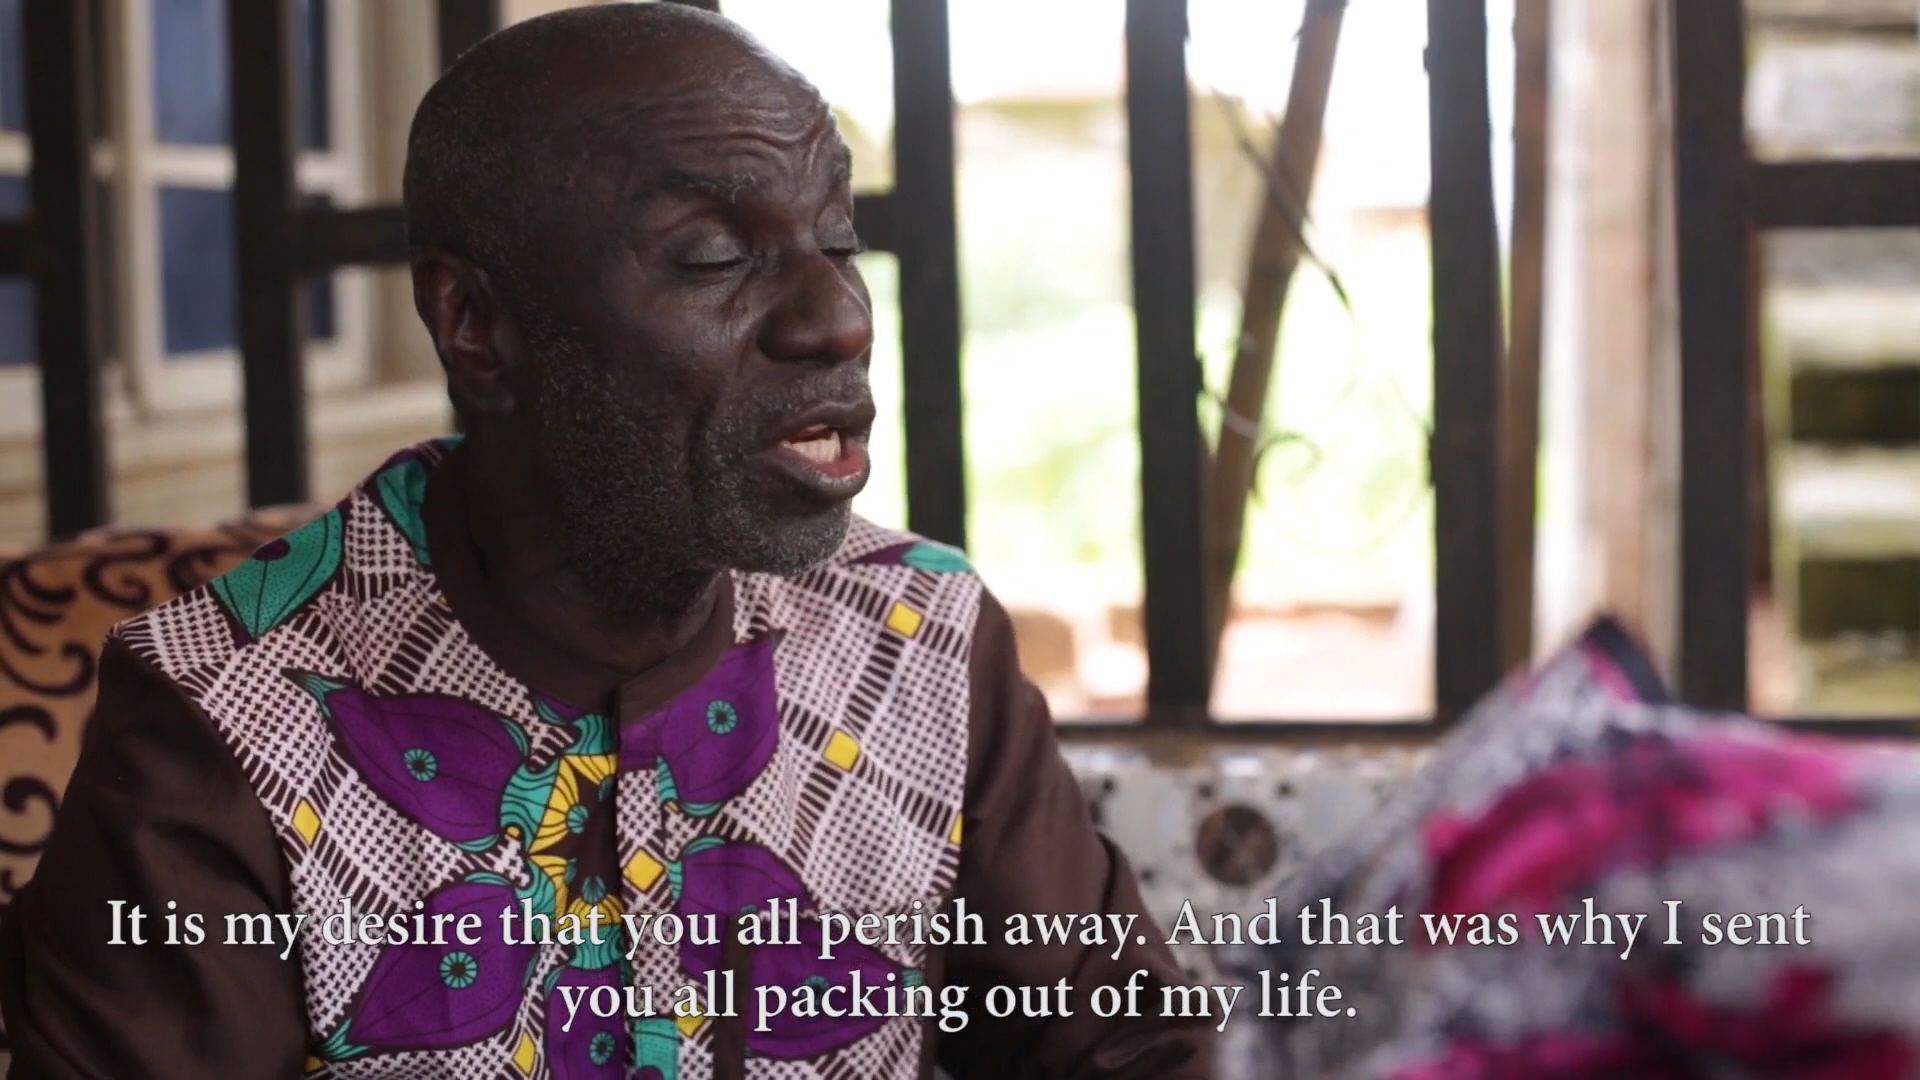 It is my desire that you all perish away. And that was why I sent
you all packing out of my life.